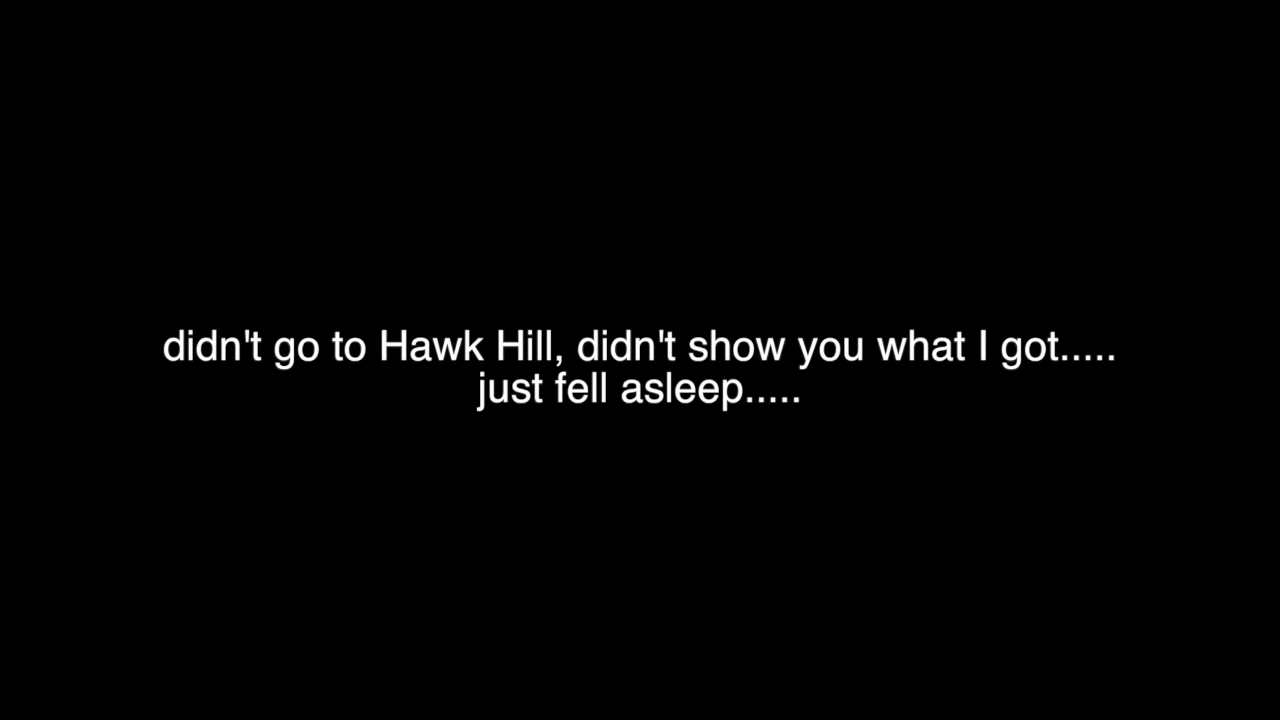 didn't go to Hawk Hill, didn't show you what I got.....
just fell asleep.....